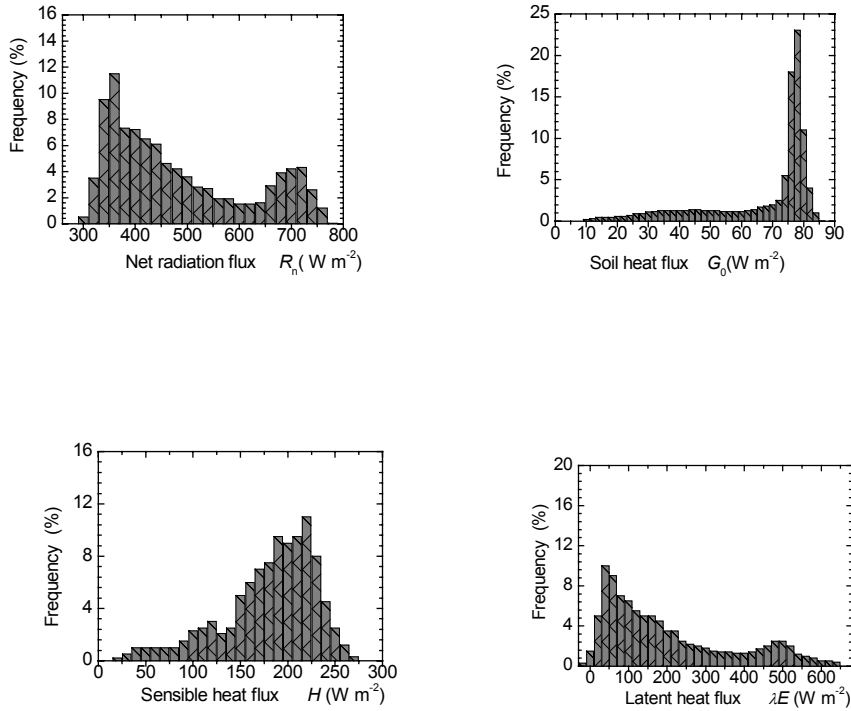 16
14
12
10
8
6
4
2
0
300 400 500 600 700 800
Frequency (%)
Net radiation flux R_n( W m⁻²)
25
20
15
10
5
0
0 10 20 30 40 50 60 70 80 90
Frequency (%)
Soil heat flux G_0(W m⁻²)
16
12
8
4
0
0 50 100 150 200 250 300
Frequency (%)
Sensible heat flux H (W m⁻²)
20
16
12
8
4
0
0 100 200 300 400 500 600
Frequency (%)
Latent heat flux λE (W m⁻²)